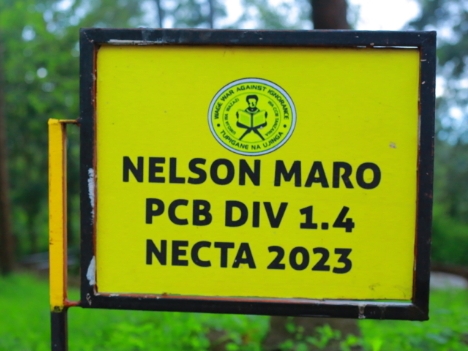 WAGE WAR AGAINST IGNORANCE
TUPIGANE NA UJINGA
NELSON MARO
PCB DIV 1.4
NECTA 2023